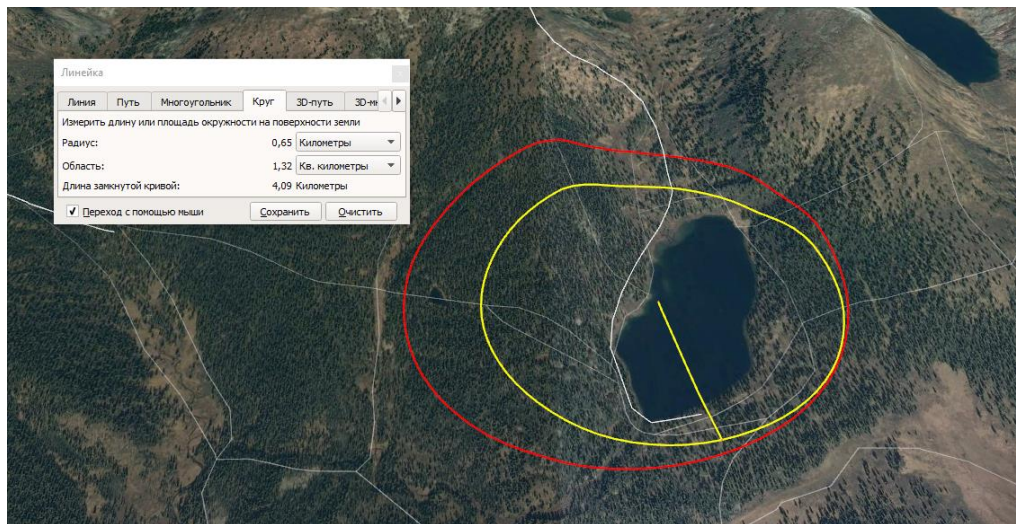 Линейка
Линия Путь Многоугольник Круг 3D-путь
Измерить длину или площадь окружности на поверхности земли
Радиус: 0,65 Километры
Область: 1,32 Кв. километры
Длина замкнутой кривой: 4,09 Километры
Переход с помощью мыши Сохранить Очистить